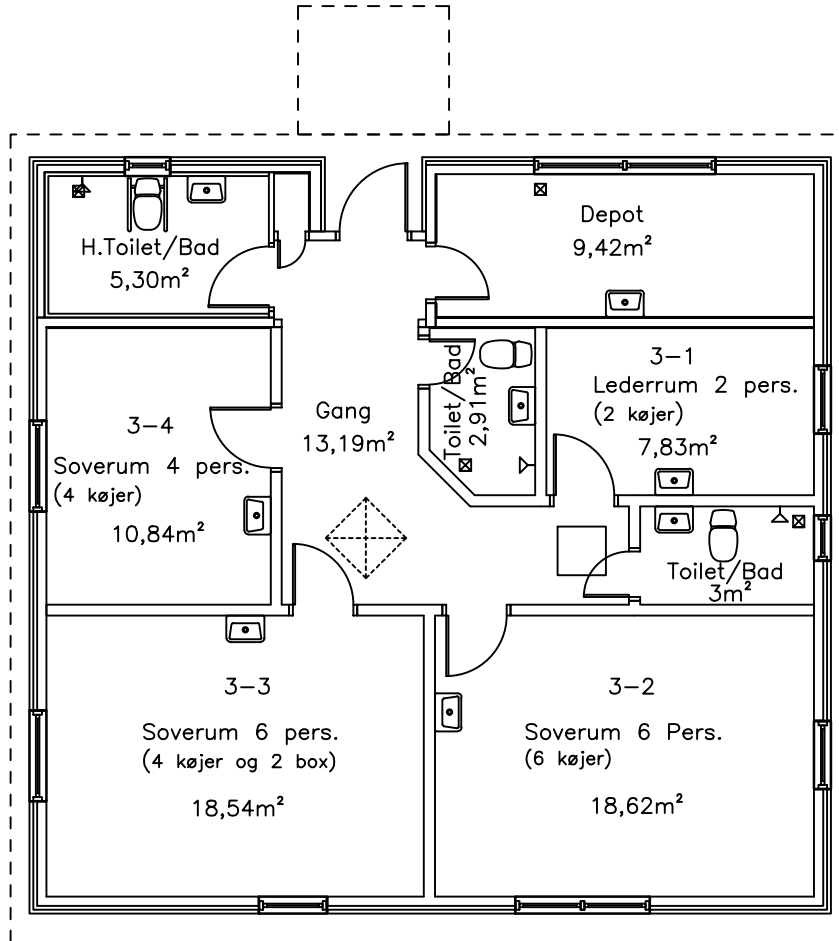 Depot
9,42m²
H.Toilet/Bad
5,30m²
Toilet/Bad
2,91m²
3-1
Lederrum 2 pers.
(2 køjer)
7,83m²
Gang
13,19m²
3-4
Soverum 4 pers.
(4 køjer)
10,84m²
Toilet/Bad
3m²
3-3
Soverum 6 pers.
(4 køjer og 2 box)
18,54m²
3-2
Soverum 6 Pers.
(6 køjer)
18,62m²